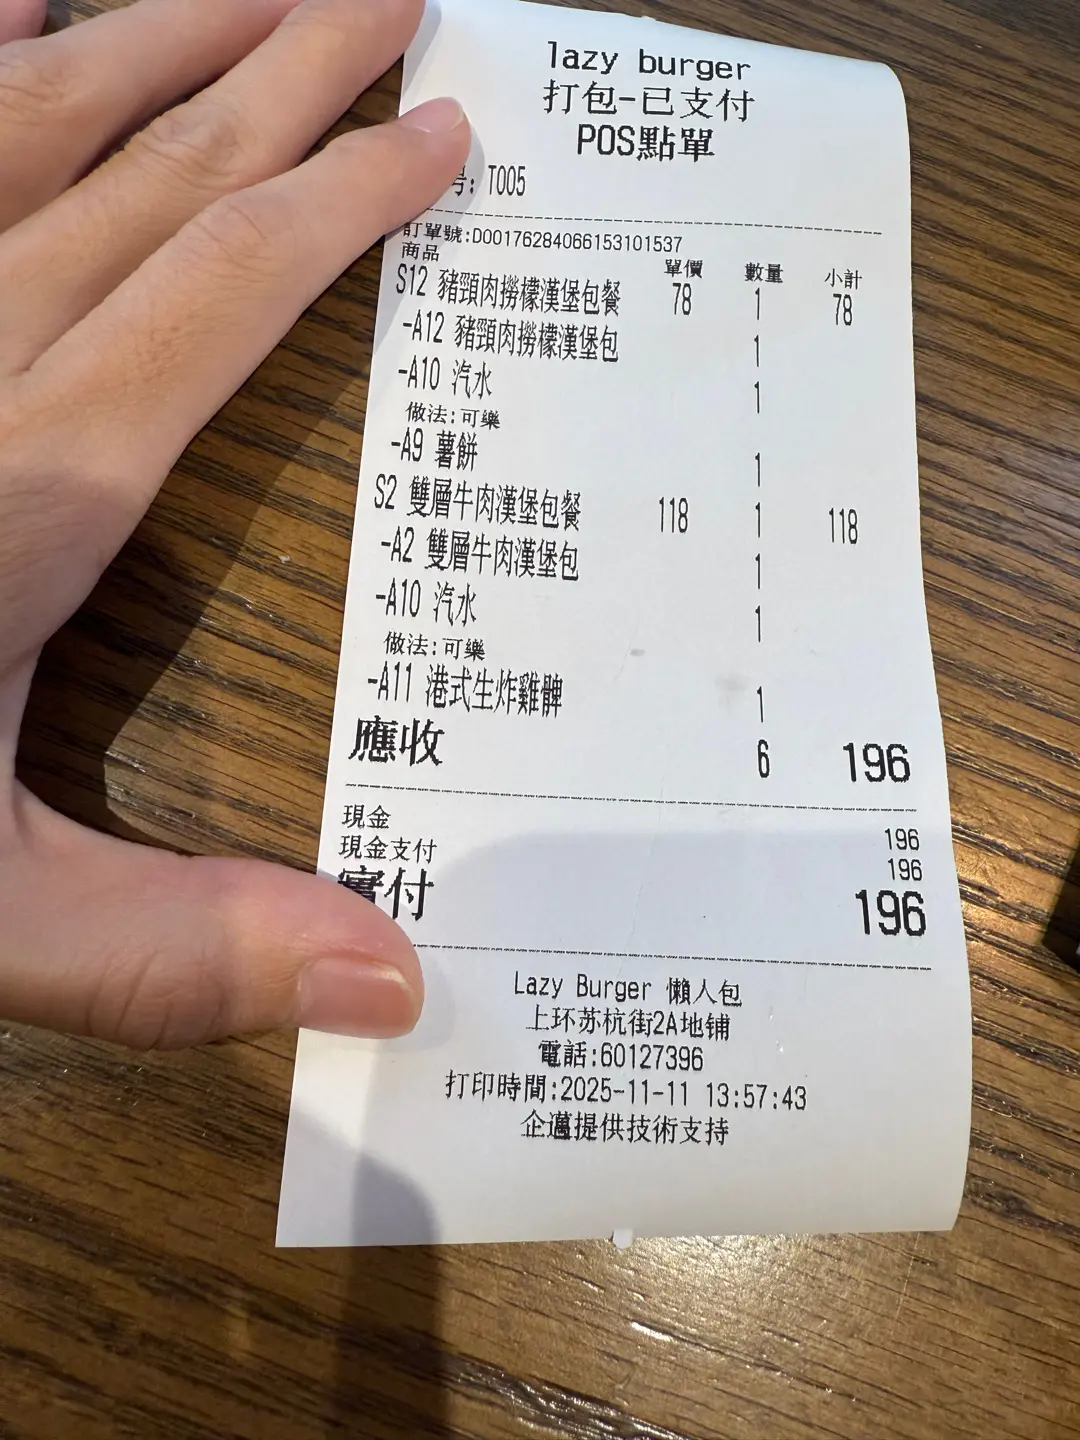 lazy burger
打包-已支付
POS點單
号: T005
訂單號:D001762840661531015​37
商品 單價 數量 小計
S12 豬頸肉撈檬漢堡包餐 78 1 78
-A12 豬頸肉撈檬漢堡包 1
-A10 汽水 1
做法:可樂
-A9 薯餅 1
S2 雙層牛肉漢堡包餐 118 1 118
-A2 雙層牛肉漢堡包 1
-A10 汽水 1
做法:可樂
-A11 港式生炸雞髀 1
應收 6 196
現金 196
現金支付 196
實付 196
Lazy Burger 懶人包
上环苏杭街2A地铺
電話:60127396
打印時間:2025-11-11 13:57:43
企邁提供技術支持